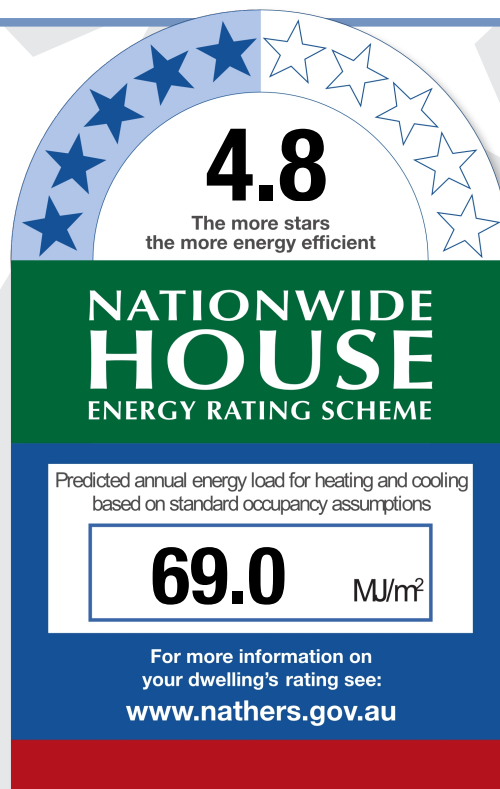 4.8
The more stars
the more energy efficient
NATIONWIDE
HOUSE
ENERGY RATING SCHEME
Predicted annual energy load for heating and cooling
based on standard occupancy assumptions
69.0 MJ/m²
For more information on
your dwelling's rating see:
www.nathers.gov.au